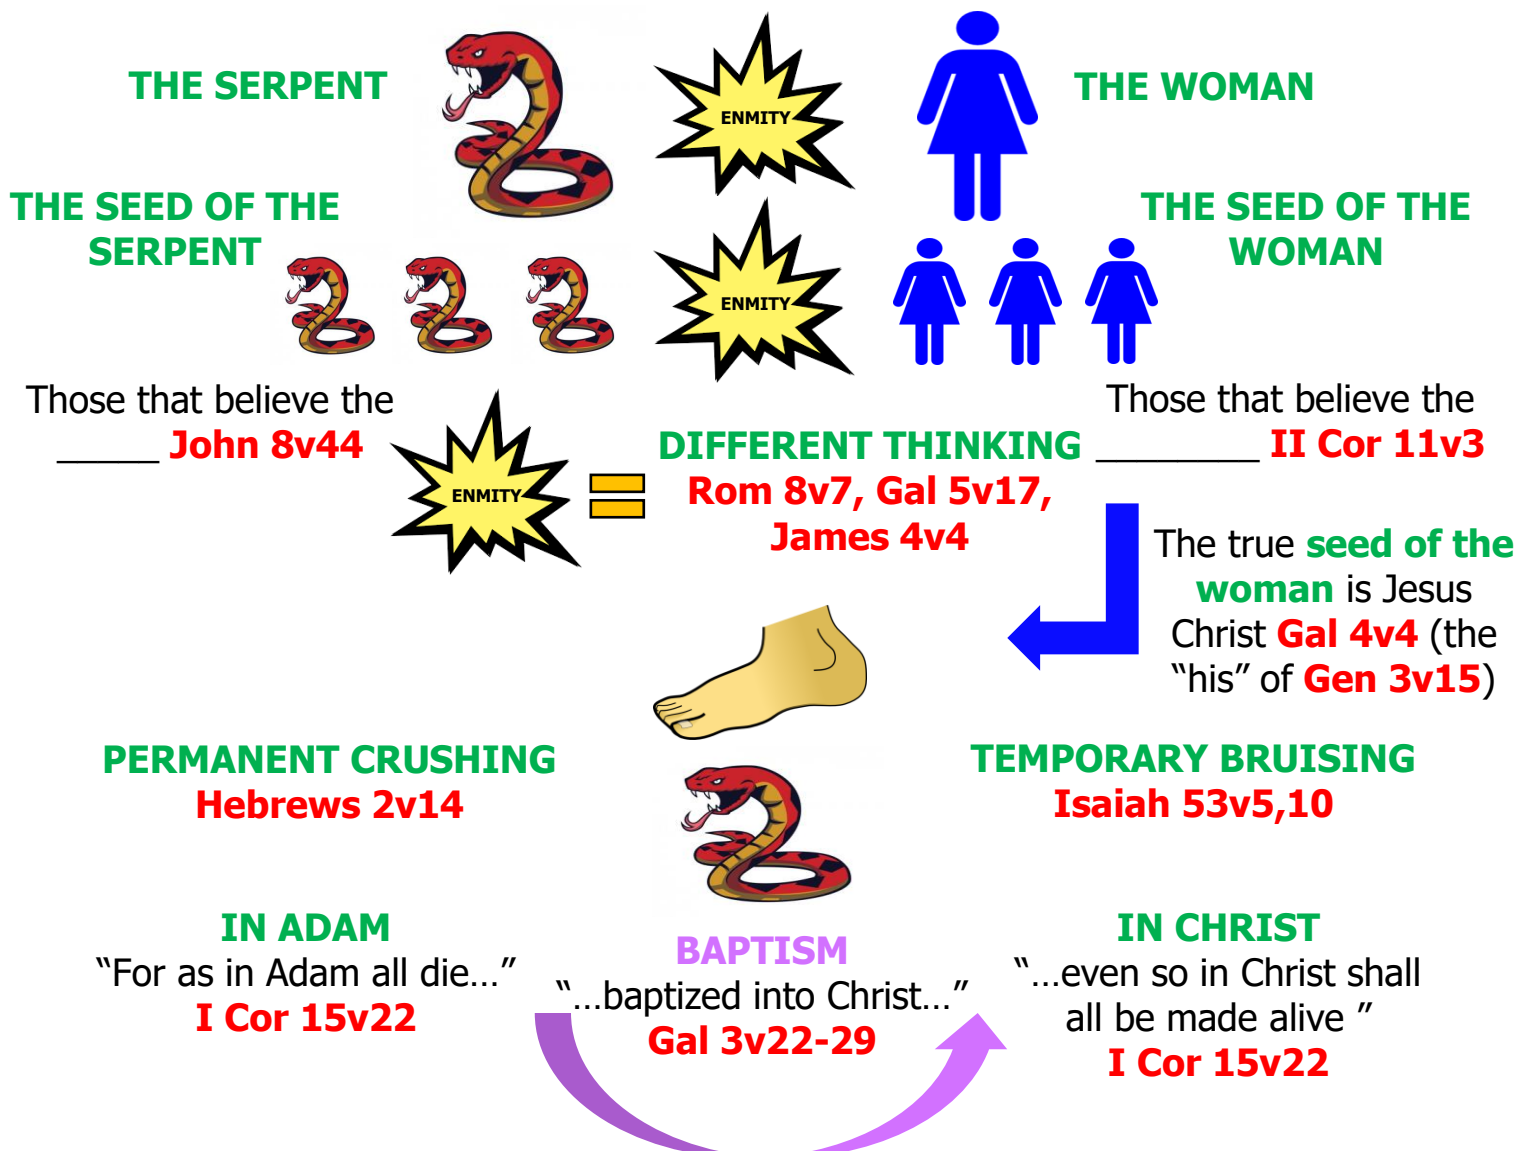 THE SERPENT
ENMITY
THE WOMAN
THE SEED OF THE
SERPENT
ENMITY
THE SEED OF THE
WOMAN
Those that believe the
_____ John 8v44
ENMITY
DIFFERENT THINKING
Rom 8v7, Gal 5v17,
James 4v4
Those that believe the
________ II Cor 11v3
The true seed of the
woman is Jesus
Christ Gal 4v4 (the
“his” of Gen 3v15)
PERMANENT CRUSHING
Hebrews 2v14
TEMPORARY BRUISING
Isaiah 53v5,10
IN ADAM
“For as in Adam all die…”
I Cor 15v22
BAPTISM
“…baptized into Christ…”
Gal 3v22-29
IN CHRIST
“…even so in Christ shall
all be made alive ”
I Cor 15v22